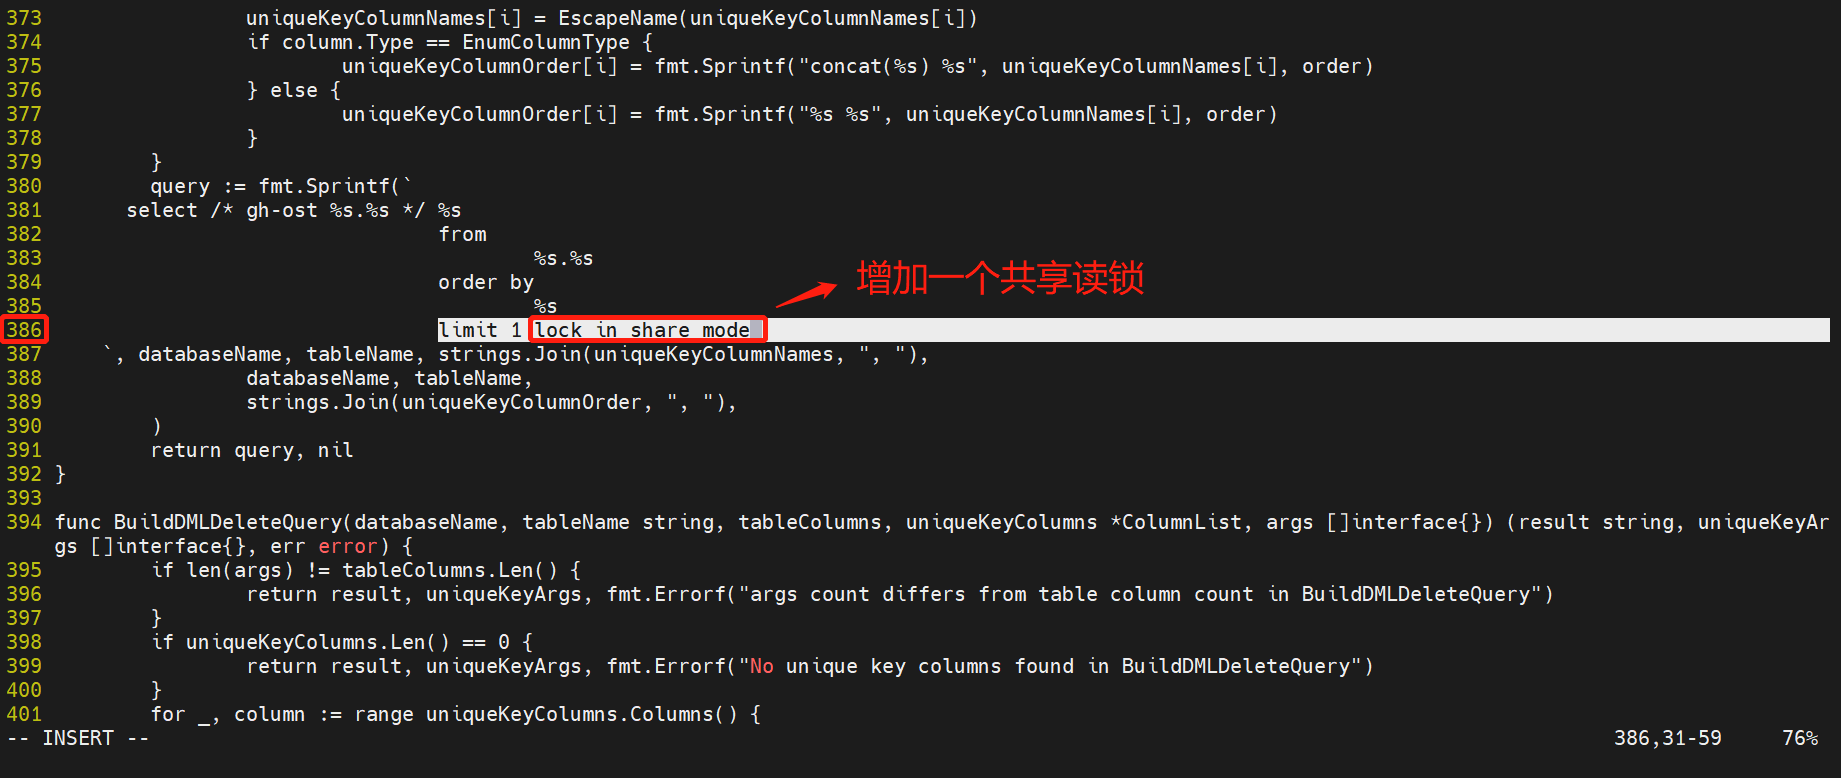 373 uniqueKeyColumnNames[i] = EscapeName(uniqueKeyColumnNames[i])
374 if column.Type == EnumColumnType {
375 uniqueKeyColumnOrder[i] = fmt.Sprintf("concat(%s) %s", uniqueKeyColumnNames[i], order)
376 } else {
377 uniqueKeyColumnOrder[i] = fmt.Sprintf("%s %s", uniqueKeyColumnNames[i], order)
378 }
379 }
380 query := fmt.Sprintf(`
381 select /* gh-ost %s.%s */ %s
382 from
383 %s.%s
384 order by
增加一个共享读锁
385 %s
386 limit 1 lock in share mode
387 `, databaseName, tableName, strings.Join(uniqueKeyColumnNames, ", "),
388 databaseName, tableName,
389 strings.Join(uniqueKeyColumnOrder, ", "),
390 )
391 return query, nil
392 }
393
394 func BuildDMLDeleteQuery(databaseName, tableName string, tableColumns, uniqueKeyColumns *ColumnList, args []interface{}) (result string, uniqueKeyAr
gs []interface{}, err error) {
395 if len(args) != tableColumns.Len() {
396 return result, uniqueKeyArgs, fmt.Errorf("args count differs from table column count in BuildDMLDeleteQuery")
397 }
398 if uniqueKeyColumns.Len() == 0 {
399 return result, uniqueKeyArgs, fmt.Errorf("No unique key columns found in BuildDMLDeleteQuery")
400 }
401 for _, column := range uniqueKeyColumns.Columns() {
-- INSERT -- 386,31-59 76%